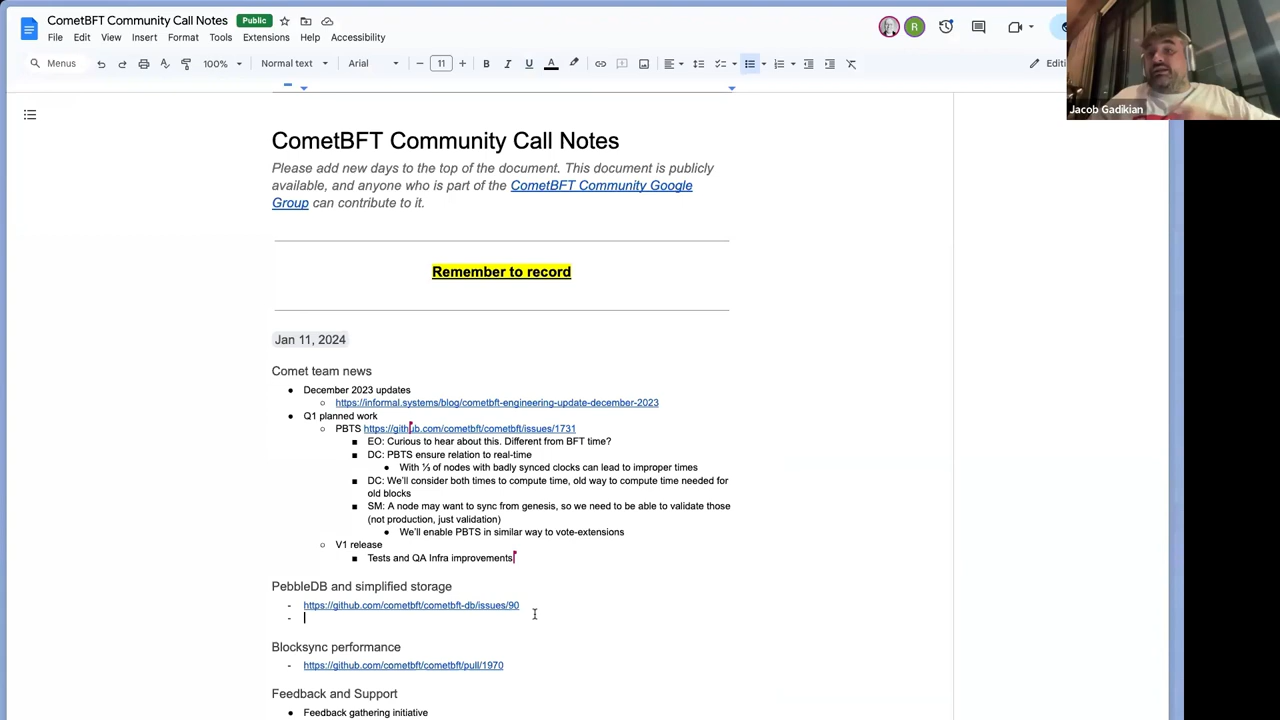 CometBFT Community Call Notes
Public
File Edit View Insert Format Tools Extensions Help Accessibility
R
Menus
100%
Normal text
Arial
11
B I U A
Editi
Jacob Gadikian
CometBFT Community Call Notes
Please add new days to the top of the document. This document is publicly
available, and anyone who is part of the CometBFT Community Google
Group can contribute to it.
Remember to record
Jan 11, 2024
Comet team news
● December 2023 updates
○ https://informal.systems/blog/cometbft-engineering-update-december-2023
● Q1 planned work
○ PBTS https://github.com/cometbft/cometbft/issues/1731
■ EO: Curious to hear about this. Different from BFT time?
■ DC: PBTS ensure relation to real-time
● With ⅓ of nodes with badly synced clocks can lead to improper times
■ DC: We'll consider both times to compute time, old way to compute time needed for
old blocks
■ SM: A node may want to sync from genesis, so we need to be able to validate those
(not production, just validation)
● We'll enable PBTS in similar way to vote-extensions
○ V1 release
■ Tests and QA Infra improvements
PebbleDB and simplified storage
- https://github.com/cometbft/cometbft-db/issues/90
-
Blocksync performance
- https://github.com/cometbft/cometbft/pull/1970
Feedback and Support
● Feedback gathering initiative